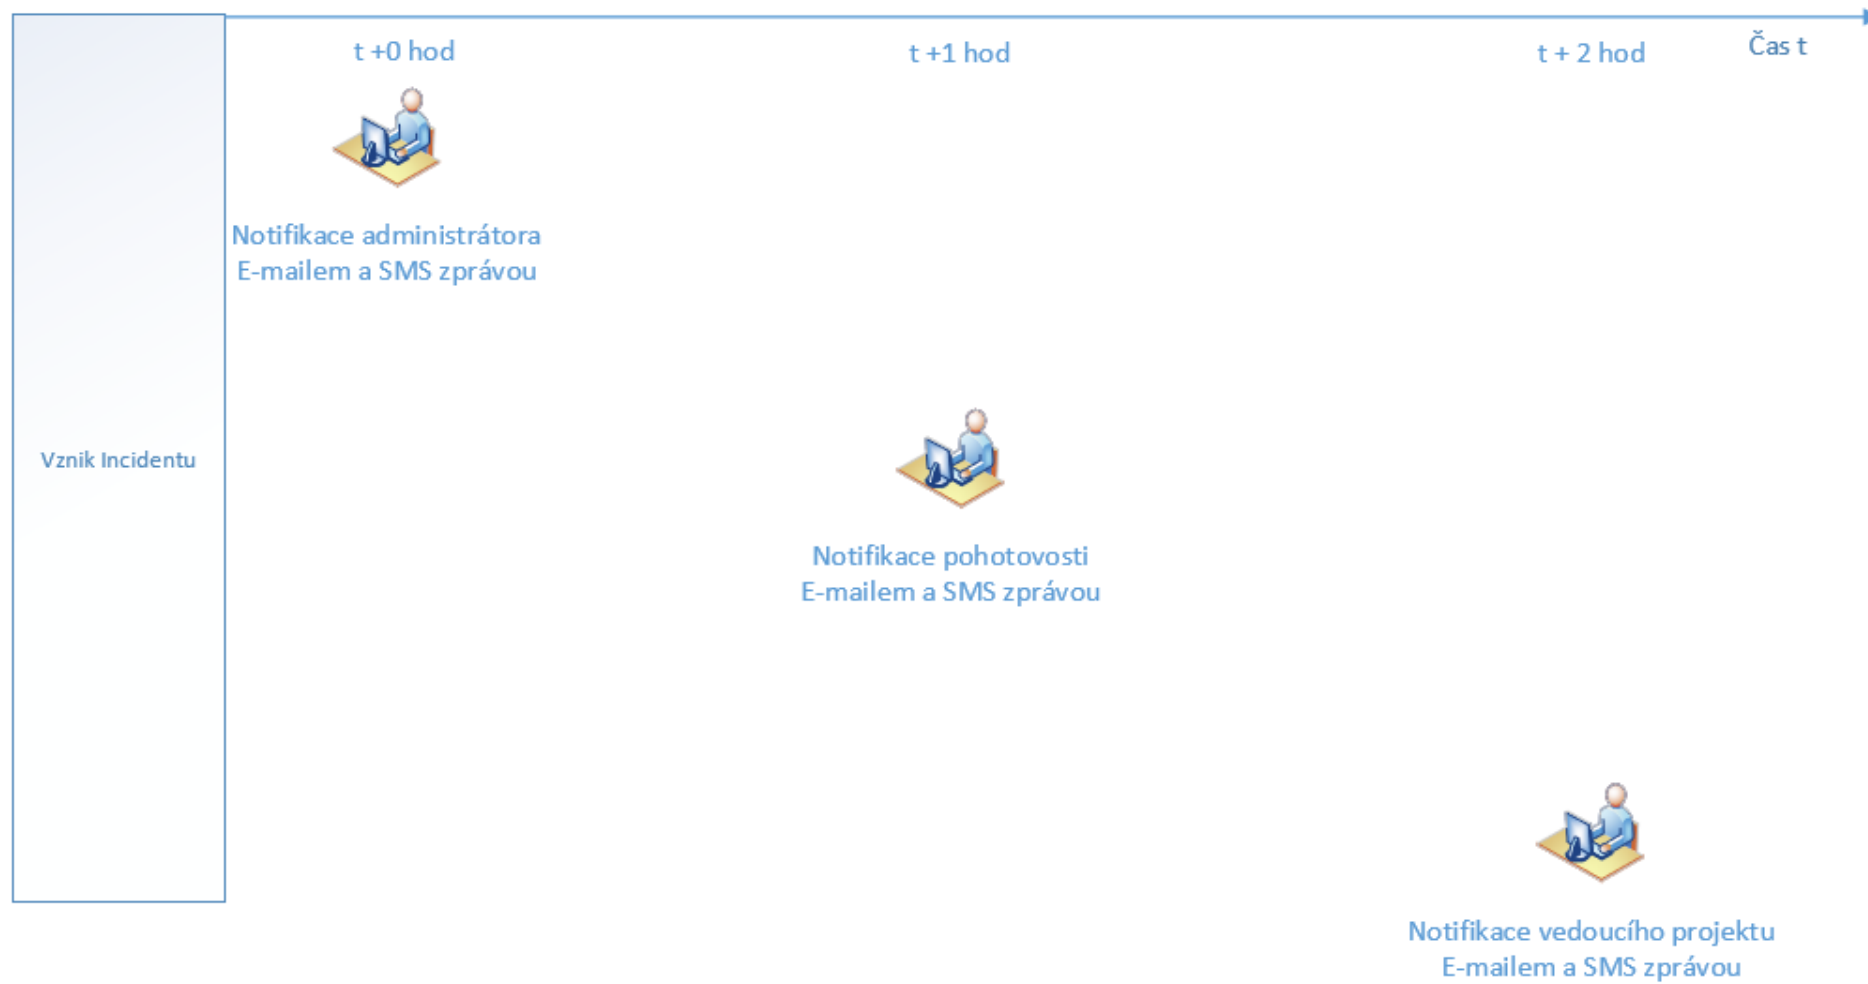 t +0 hod
t +1 hod
t + 2 hod
Čas t
Notifikace administrátora
E-mailem a SMS zprávou
Vznik Incidentu
Notifikace pohotovosti
E-mailem a SMS zprávou
Notifikace vedoucího projektu
E-mailem a SMS zprávou